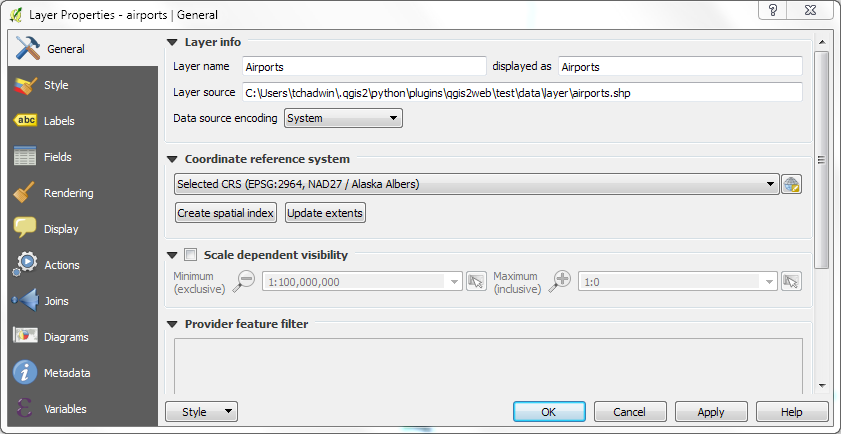 Layer Properties - airports | General
?
General
Style
abc Labels
Fields
Rendering
Display
Actions
Joins
Diagrams
Metadata
Variables
Layer info
Layer name Airports displayed as Airports
Layer source C:\Users\tchadwin\.qgis2\python\plugins\qgis2web\test\data\layer\airports.shp
Data source encoding System
Coordinate reference system
Selected CRS (EPSG:2964, NAD27 / Alaska Albers)
Create spatial index Update extents
Scale dependent visibility
Minimum (exclusive) 1:100,000,000 Maximum (inclusive) 1:0
Provider feature filter
Style OK Cancel Apply Help